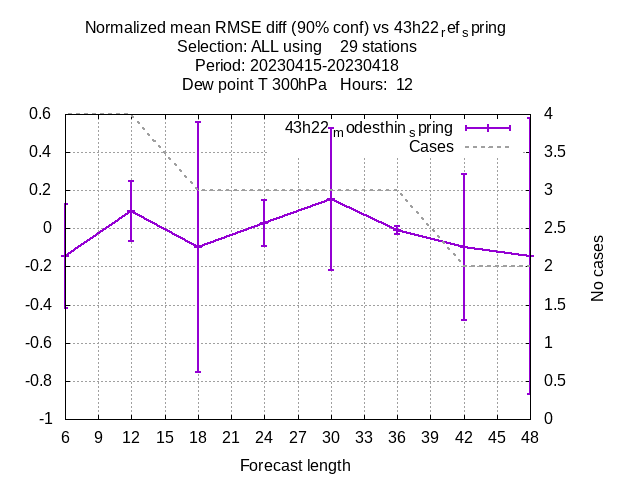 Normalized mean RMSE diff (90% conf) vs 43h22_ref_spring
Selection: ALL using    29 stations
Period: 20230415-20230418
Dew point T 300hPa   Hours:  12
43h22_modesthin_spring
Cases
0.6 4
0.4 3.5
0.2 3
0 2.5
-0.2 2
-0.4 1.5
-0.6 1
-0.8 0.5
-1 0
No cases
6 9 12 15 18 21 24 27 30 33 36 39 42 45 48
Forecast length